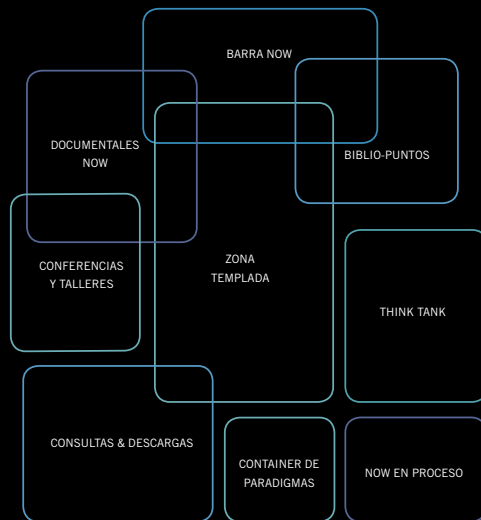 BARRA NOW
DOCUMENTALES
NOW
BIBLIO-PUNTOS
CONFERENCIAS
Y TALLERES
ZONA
TEMPLADA
THINK TANK
CONSULTAS & DESCARGAS
CONTAINER DE
PARADIGMAS
NOW EN PROCESO